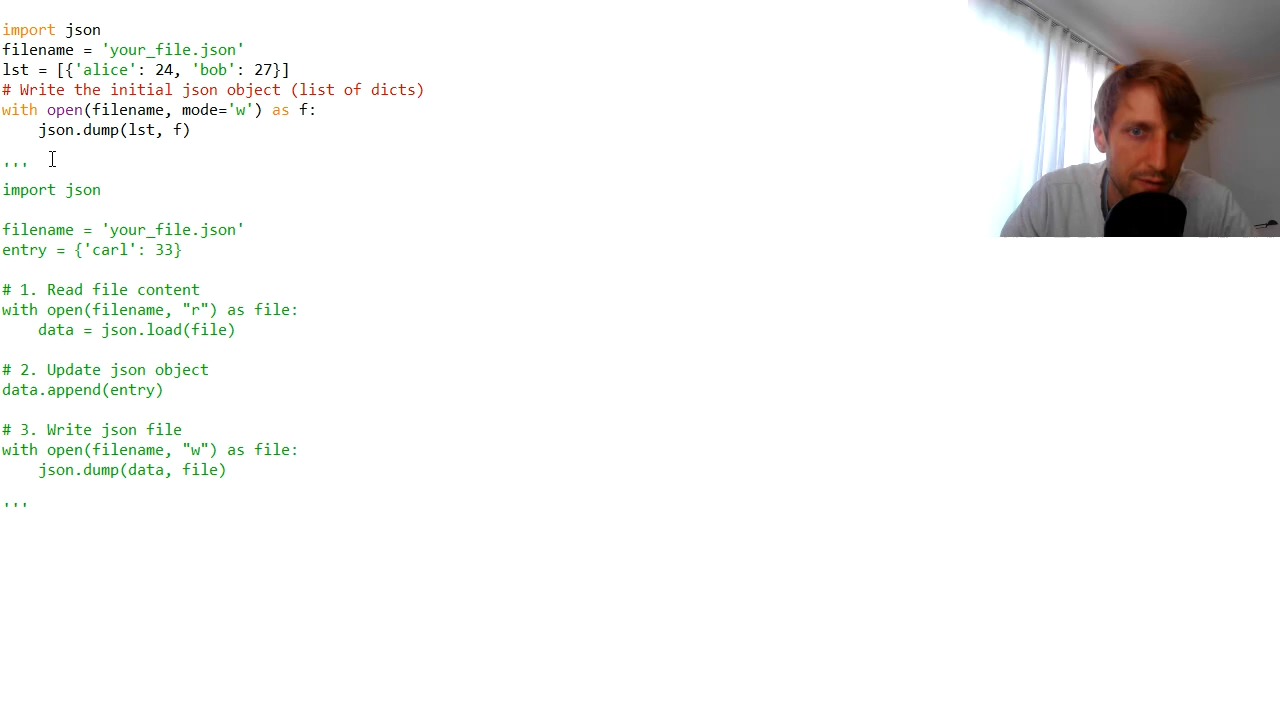 import json
filename = 'your_file.json'
lst = [{'alice': 24, 'bob': 27}]
# Write the initial json object (list of dicts)
with open(filename, mode='w') as f:
    json.dump(lst, f)
'''
import json
filename = 'your_file.json'
entry = {'carl': 33}
# 1. Read file content
with open(filename, "r") as file:
    data = json.load(file)
# 2. Update json object
data.append(entry)
# 3. Write json file
with open(filename, "w") as file:
    json.dump(data, file)
'''